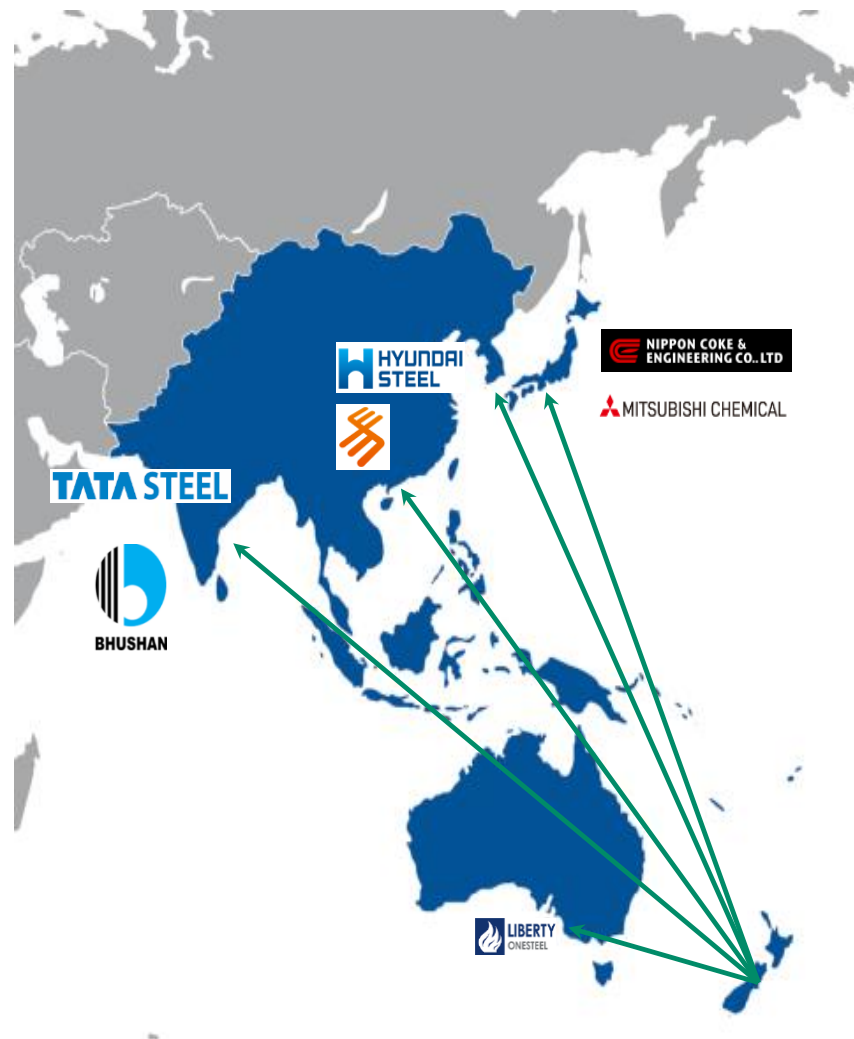 HYUNDAI
STEEL
NIPPON COKE &
ENGINEERING CO.. LTD
MITSUBISHI CHEMICAL
TATA STEEL
BHUSHAN
LIBERTY
ONESTEEL